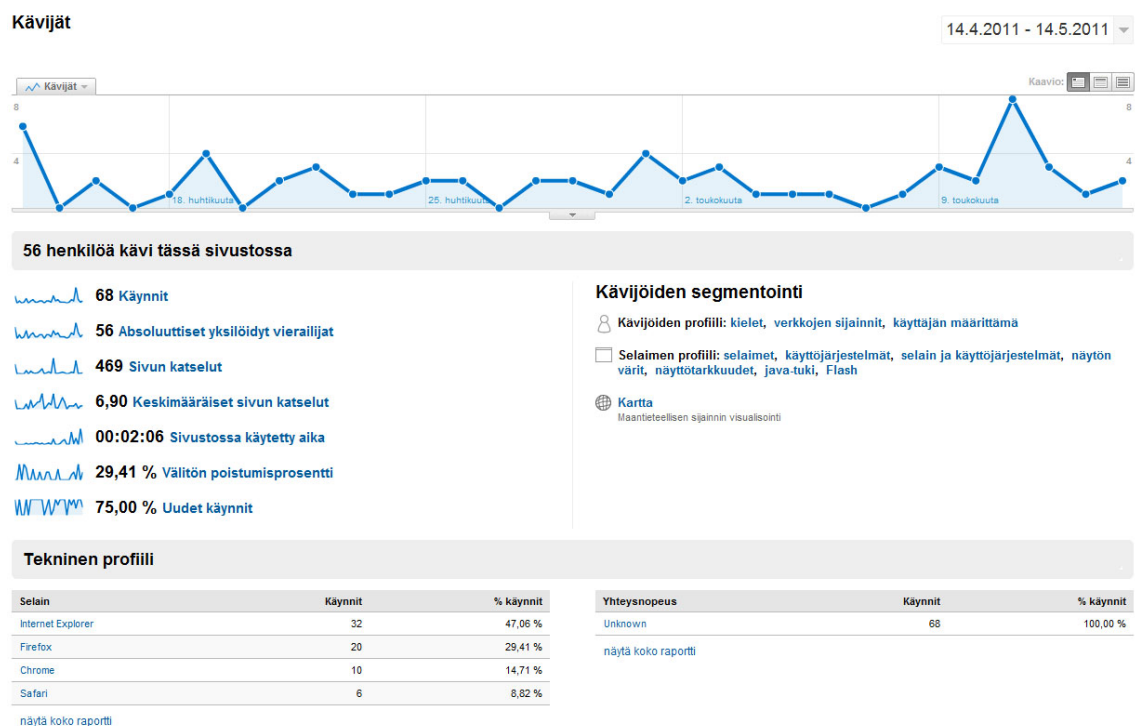 Kävijät
14.4.2011 - 14.5.2011
Kävijät
Kaavio:
8
8
4
4
18. huhtikuuta
25. huhtikuuta
2. toukokuuta
9. toukokuuta
56 henkilöä kävi tässä sivustossa
68 Käynnit
56 Absoluuttiset yksilöidyt vierailijat
469 Sivun katselut
6,90 Keskimääräiset sivun katselut
00:02:06 Sivustossa käytetty aika
29,41 % Välitön poistumisprosentti
75,00 % Uudet käynnit
Kävijöiden segmentointi
Kävijöiden profiili: kielet, verkkojen sijainnit, käyttäjän määrittämä
Selaimen profiili: selaimet, käyttöjärjestelmät, selain ja käyttöjärjestelmät, näytön
värit, näyttötarkkuudet, java-tuki, Flash
Kartta
Maantieteellisen sijainnin visualisointi
Tekninen profiili
Selain Käynnit % käynnit
Internet Explorer 32 47,06 %
Firefox 20 29,41 %
Chrome 10 14,71 %
Safari 6 8,82 %
näytä koko raportti
Yhteysnopeus Käynnit % käynnit
Unknown 68 100,00 %
näytä koko raportti